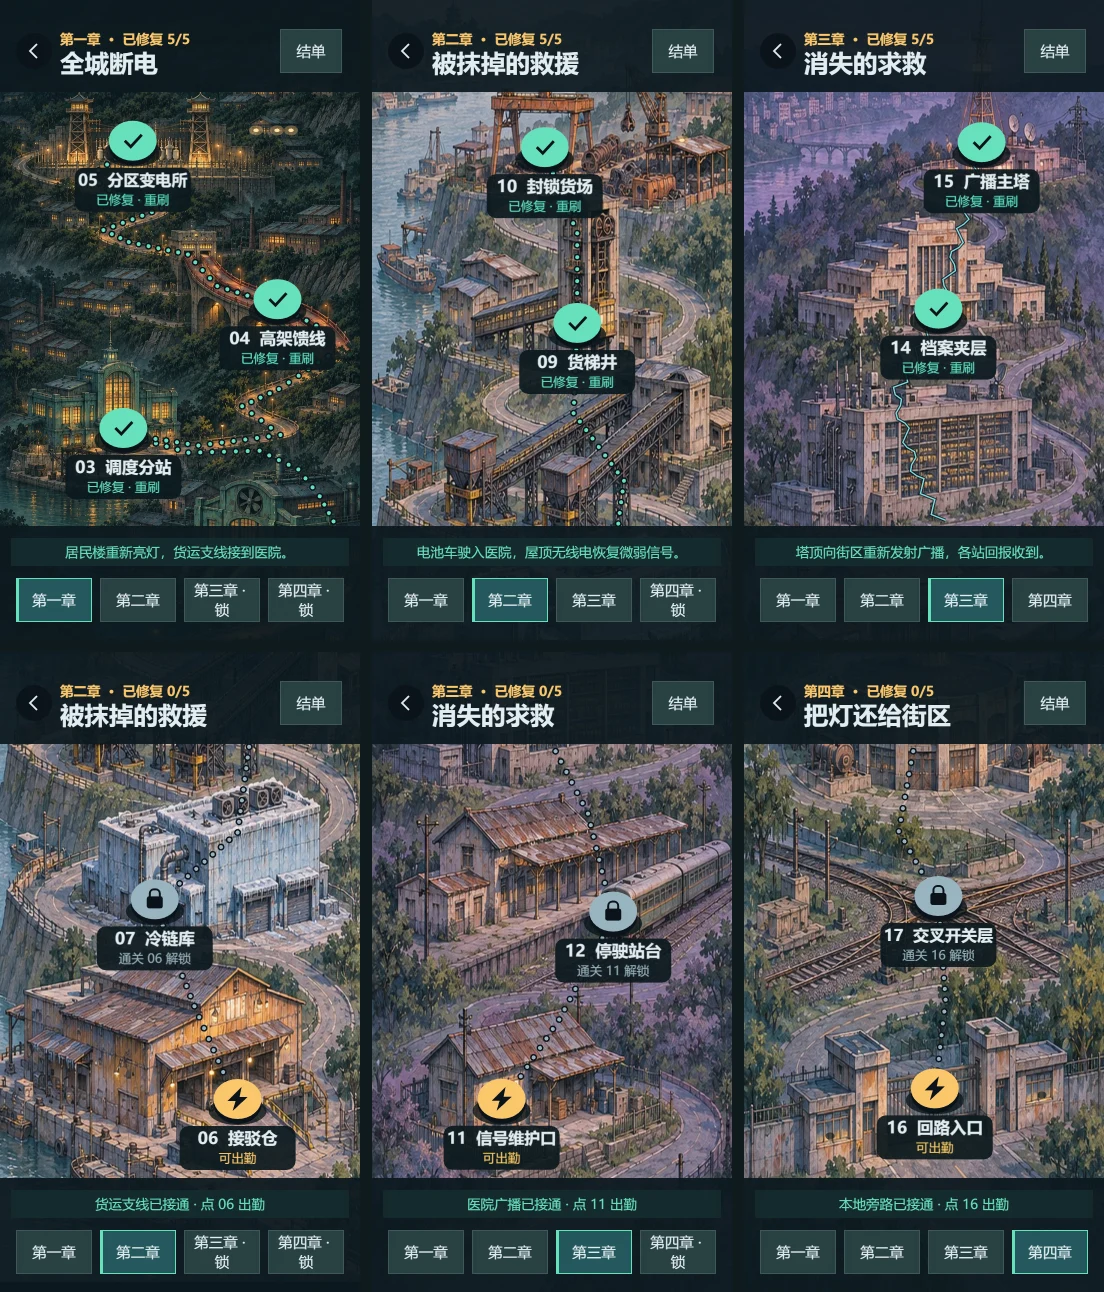 第一章 · 已修复 5/5
全城断电
结单
05 分区变电所
已修复 · 重刷
04 高架馈线
已修复 · 重刷
03 调度分站
已修复 · 重刷
居民楼重新亮灯，货运支线接到医院。
第一章
第二章
第三章 ·
锁
第四章 ·
锁
第二章 · 已修复 5/5
被抹掉的救援
结单
10 封锁货场
已修复 · 重刷
09 货梯井
已修复 · 重刷
电池车驶入医院，屋顶无线电恢复微弱信号。
第一章
第二章
第三章
第四章 ·
锁
第三章 · 已修复 5/5
消失的求救
结单
15 广播主塔
已修复 · 重刷
14 档案夹层
已修复 · 重刷
塔顶向街区重新发射广播，各站回报收到。
第一章
第二章
第三章
第四章
第二章 · 已修复 0/5
被抹掉的救援
结单
07 冷链库
通关 06 解锁
06 接驳仓
可出勤
货运支线已接通 · 点 06 出勤
第一章
第二章
第三章 ·
锁
第四章 ·
锁
第三章 · 已修复 0/5
消失的求救
结单
12 停驶站台
通关 11 解锁
11 信号维护口
可出勤
医院广播已接通 · 点 11 出勤
第一章
第二章
第三章
第四章 ·
锁
第四章 · 已修复 0/5
把灯还给街区
结单
17 交叉开关层
通关 16 解锁
16 回路入口
可出勤
本地旁路已接通 · 点 16 出勤
第一章
第二章
第三章
第四章